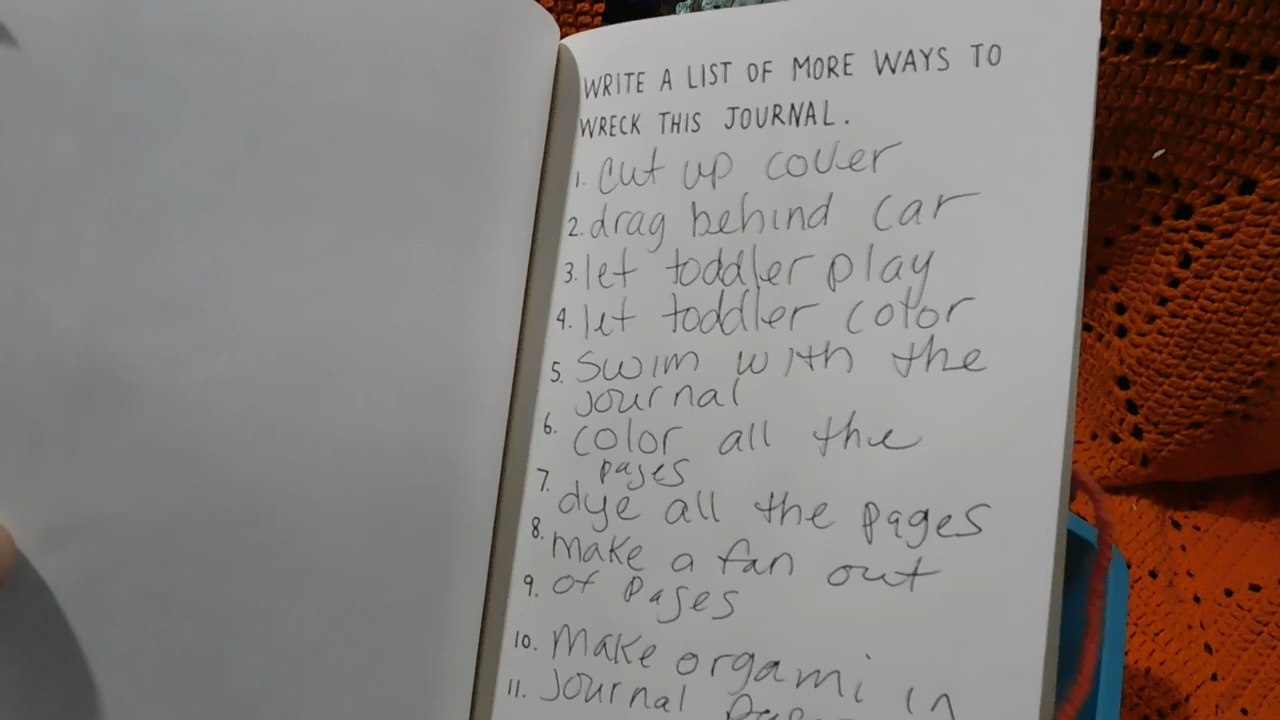 WRITE A LIST OF MORE WAYS TO
WRECK THIS JOURNAL.
1. cut up cover
2. drag behind car
3. let toddler play
4. let toddler color
5. swim with the
journal
6. color all the
pages
7. dye all the pages
8. make a fan out
9. of pages
10. make orgami in
11. journal